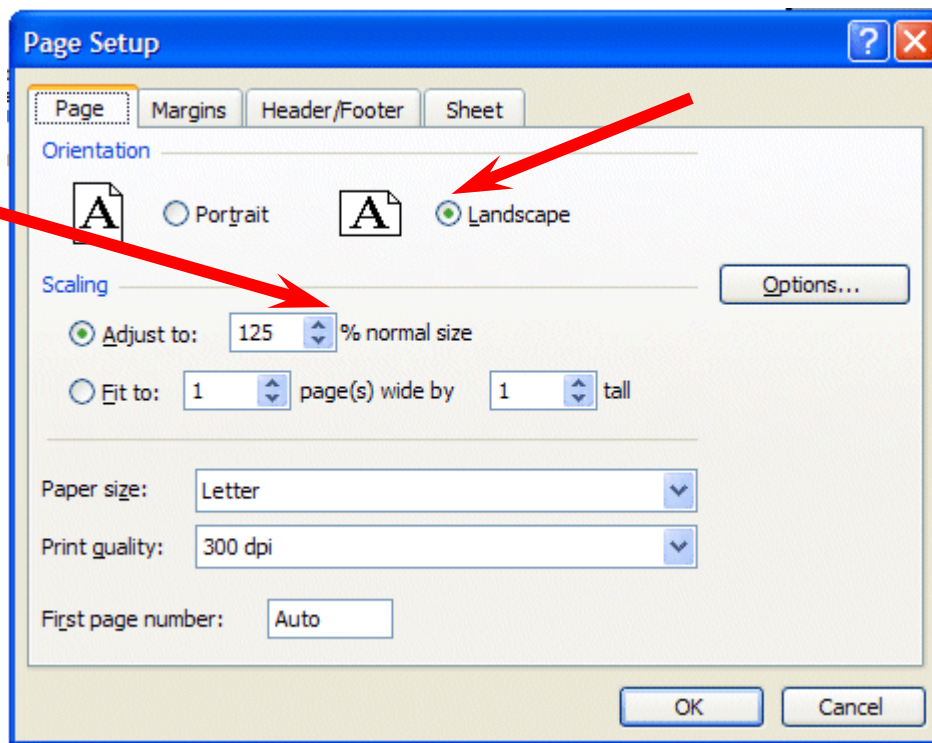 Page Setup
?
Page Margins Header/Footer Sheet
Orientation
A Portrait A Landscape
Scaling
Options...
Adjust to: 125 % normal size
Fit to: 1 page(s) wide by 1 tall
Paper size: Letter
Print quality: 300 dpi
First page number: Auto
OK Cancel